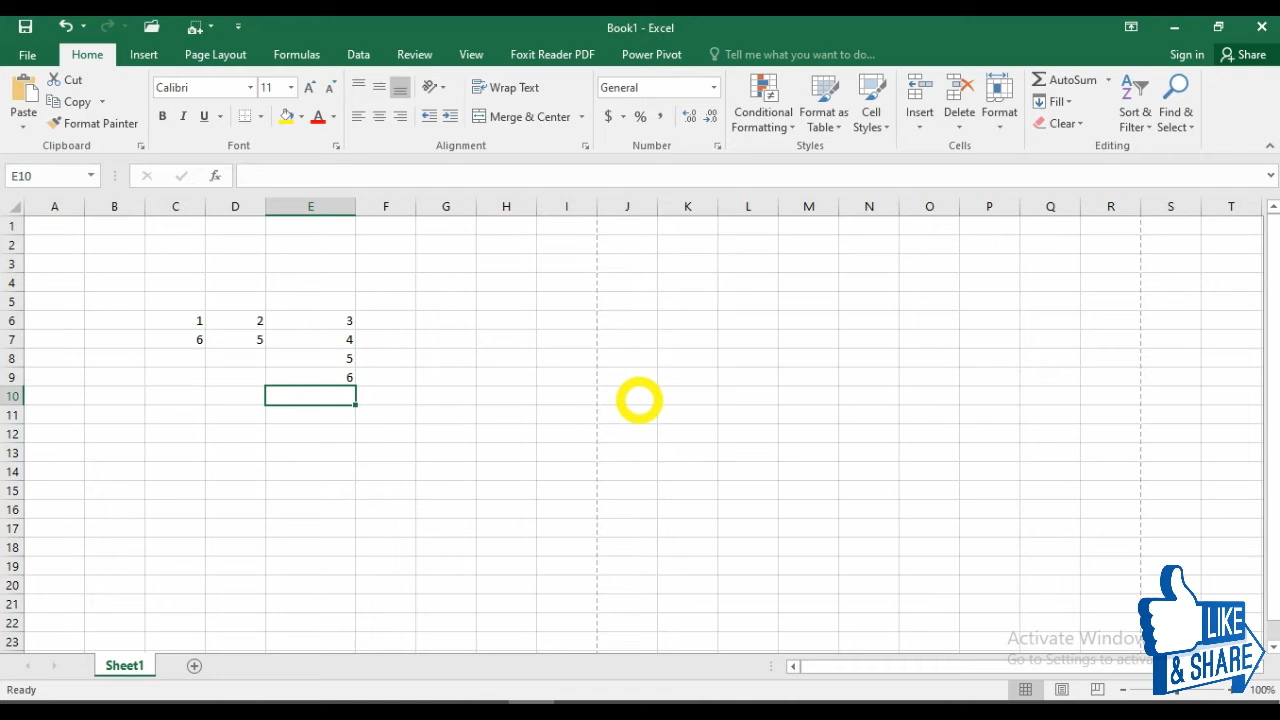 Book1 - Excel
File Home Insert Page Layout Formulas Data Review View Foxit Reader PDF Power Pivot Tell me what you want to do... Sign in Share
Paste Cut Copy Format Painter
Clipboard
Calibri 11
B I U A
Font
Wrap Text
Merge & Center
Alignment
General
$ % ,
Number
Conditional Formatting
Format as Table
Cell Styles
Styles
Insert Delete Format
Cells
AutoSum
Fill
Clear
Sort & Filter
Find & Select
Editing
E10 fx
A B C D E F G H I J K L M N O P Q R S T
1
2
3
4
5
6 1 2 3
7 6 5 4
8 5
9 6
10
11
12
13
14
15
16
17
18
19
20
21
22
23
Activate Window
Go to Settings to activa
LIKE
& SHARE
Sheet1
Ready 100%